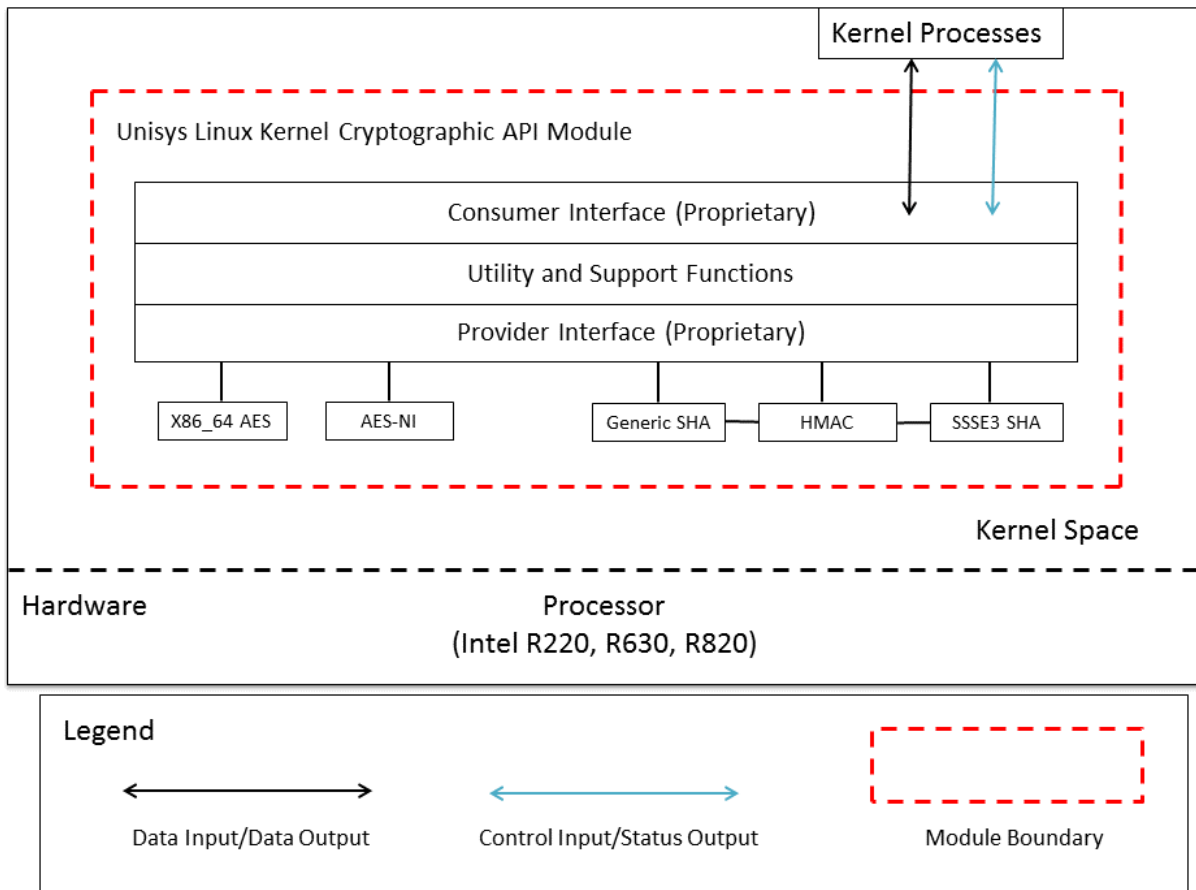 Kernel Processes
Unisys Linux Kernel Cryptographic API Module
Consumer Interface (Proprietary)
Utility and Support Functions
Provider Interface (Proprietary)
X86_64 AES
AES-NI
Generic SHA
HMAC
SSSE3 SHA
Kernel Space
Hardware
Processor
(Intel R220, R630, R820)
Legend
Data Input/Data Output
Control Input/Status Output
Module Boundary